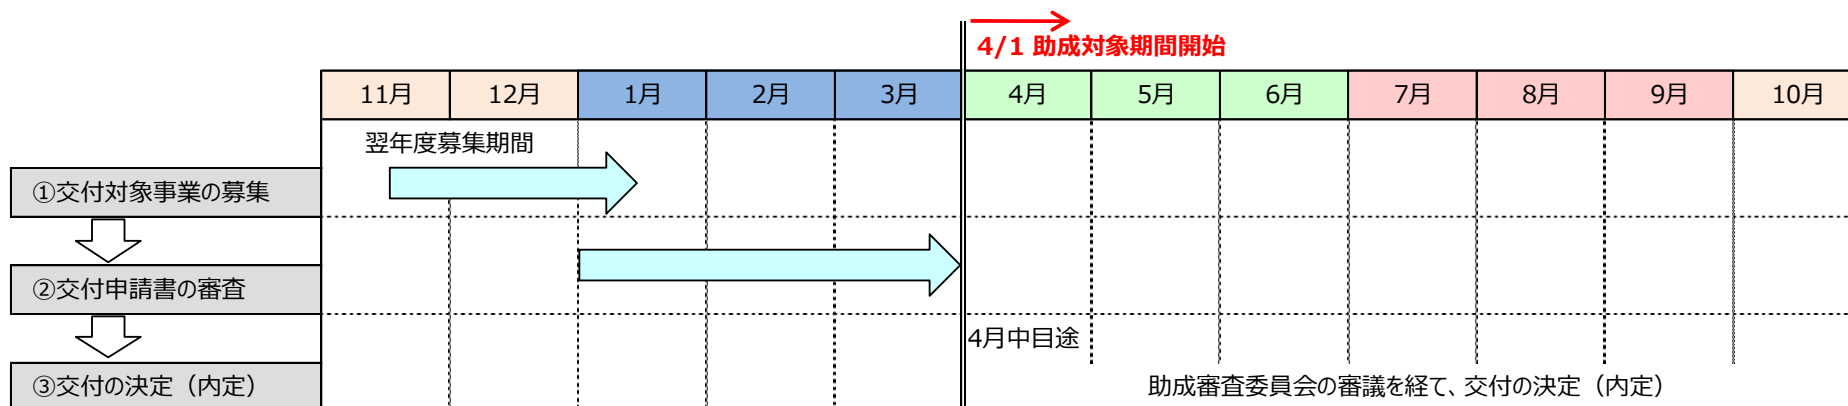 4/1 助成対象期間開始
11月 12月 1月 2月 3月 4月 5月 6月 7月 8月 9月 10月
翌年度募集期間
①交付対象事業の募集
②交付申請書の審査
4月中目途
③交付の決定（内定）
助成審査委員会の審議を経て、交付の決定（内定）